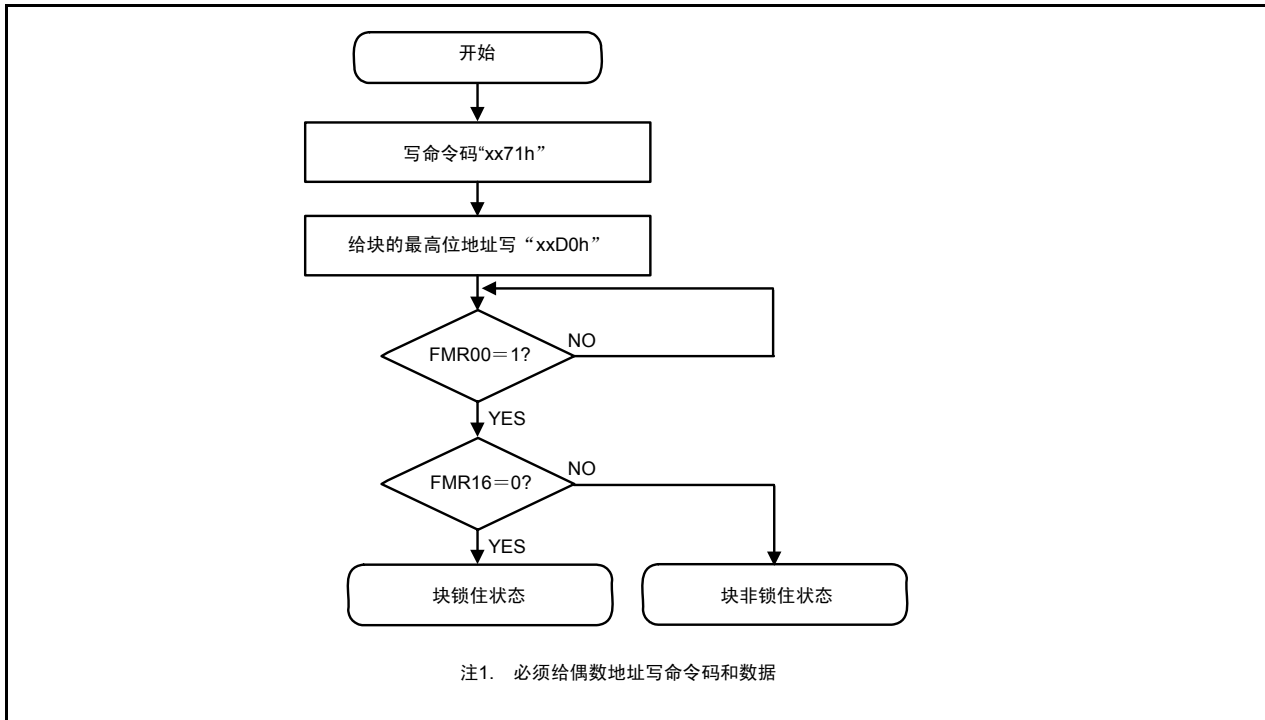 开始
写命令码“xx71h”
给块的最高位地址写“xxD0h”
FMR00＝1?
NO
YES
FMR16＝0?
NO
YES
块锁住状态
块非锁住状态
注1. 必须给偶数地址写命令码和数据